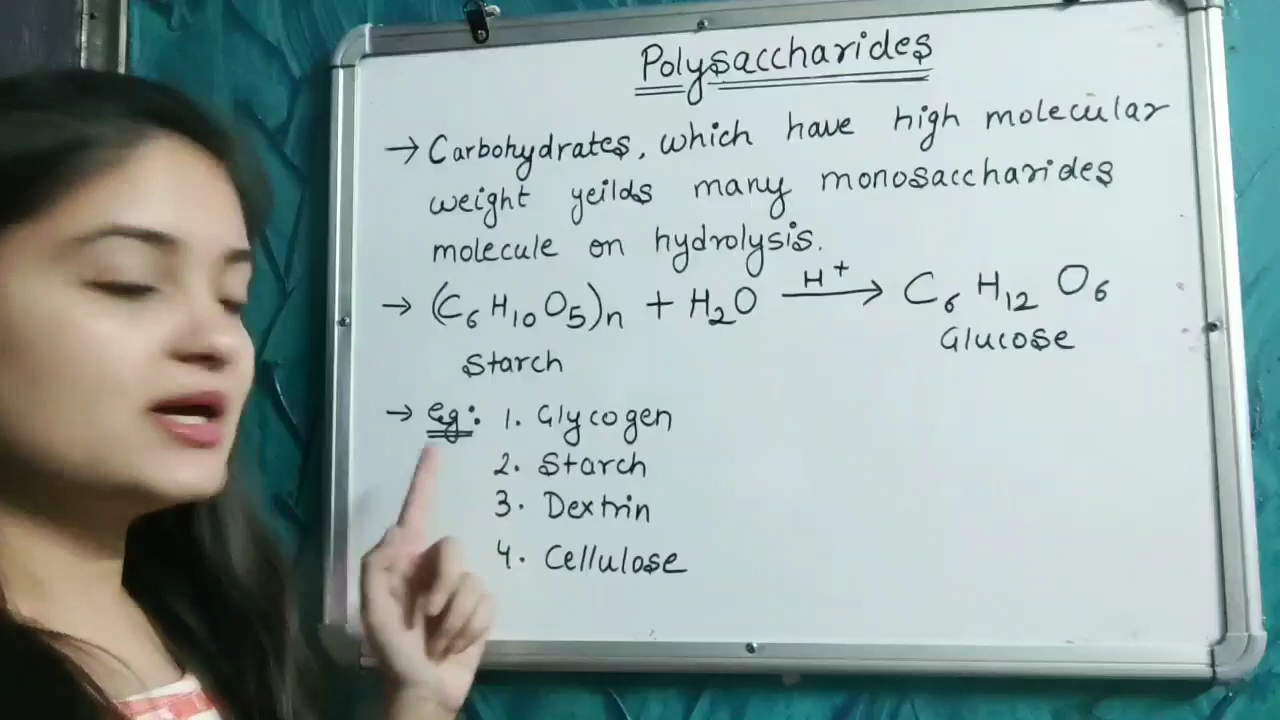 Polysaccharides
→ Carbohydrates, which have high molecular
weight yeilds many monosaccharides
molecule on hydrolysis.
→ (C₆H₁₀O₅)n + H₂O H⁺→ C₆H₁₂O₆
Starch Glucose
→ eg: 1. Glycogen
2. Starch
3. Dextrin
4. Cellulose